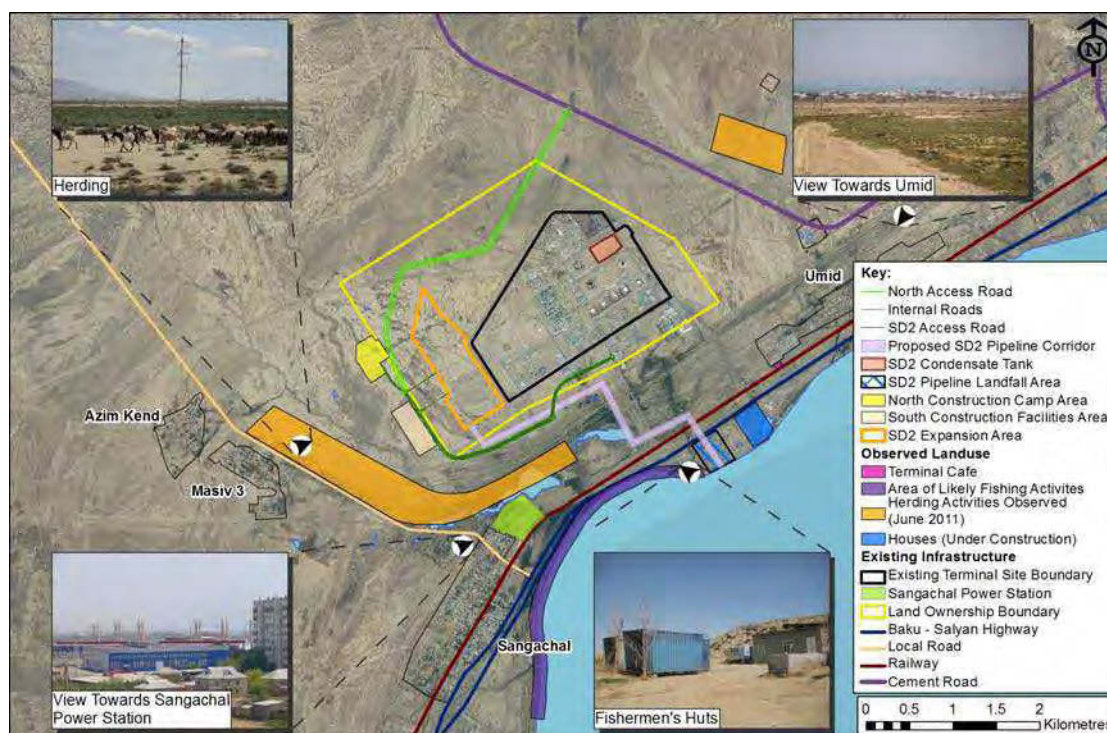 Herding
N
View Towards Umid
Umid
Azim Kend
Masiv 3
Sangachal
View Towards Sangachal
Power Station
Fishermen's Huts
Key:
North Access Road
Internal Roads
SD2 Access Road
Proposed SD2 Pipeline Corridor
SD2 Condensate Tank
SD2 Pipeline Landfall Area
North Construction Camp Area
South Construction Facilities Area
SD2 Expansion Area
Observed Landuse
Terminal Cafe
Area of Likely Fishing Activites
Herding Activities Observed
(June 2011)
Houses (Under Construction)
Existing Infrastructure
Existing Terminal Site Boundary
Sangachal Power Station
Land Ownership Boundary
Baku - Salyan Highway
Local Road
Railway
Cement Road
0 0.5 1 1.5 2
Kilometres